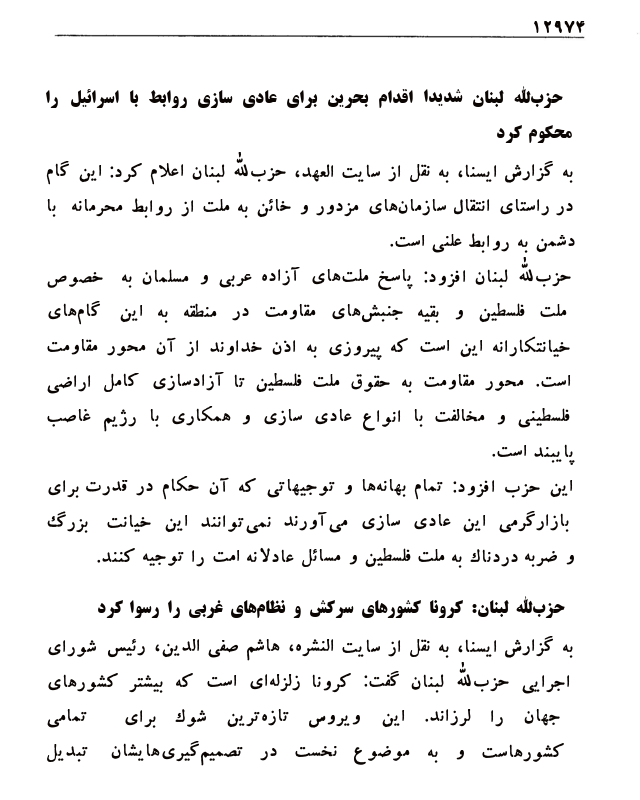 ۱۲۹۷۴
حزب‌الله لبنان شدیدا اقدام بحرین برای عادی سازی روابط با اسرائیل را
محکوم کرد
به گزارش ایسنا، به نقل از سایت العهد، حزب‌الله لبنان اعلام کرد: این گام
در راستای انتقال سازمان‌های مزدور و خائن به ملت از روابط محرمانه با
دشمن به روابط علنی است.
حزب‌الله لبنان افزود: پاسخ ملت‌های آزاده عربی و مسلمان به خصوص
ملت فلسطین و بقیه جنبش‌های مقاومت در منطقه به این گام‌های
خیانتکارانه این است که پیروزی به اذن خداوند از آن محور مقاومت
است. محور مقاومت به حقوق ملت فلسطین تا آزادسازی کامل اراضی
فلسطینی و مخالفت با انواع عادی سازی و همکاری با رژیم غاصب
پایبند است.
این حزب افزود: تمام بهانه‌ها و توجیهاتی که آن حکام در قدرت برای
بازارگرمی این عادی سازی می‌آورند نمی‌توانند این خیانت بزرگ
و ضربه دردناك به ملت فلسطین و مسائل عادلانه امت را توجیه کنند.
حزب‌الله لبنان: کرونا کشورهای سرکش و نظام‌های غربی را رسوا کرد
به گزارش ایسنا، به نقل از سایت النشره، هاشم صفی الدین، رئیس شورای
اجرایی حزب‌الله لبنان گفت: کرونا زلزله‌ای است که بیشتر کشورهای
جهان را لرزاند. این ویروس تازه‌ترین شوك برای تمامی
کشورهاست و به موضوع نخست در تصمیم‌گیری‌هایشان تبدیل